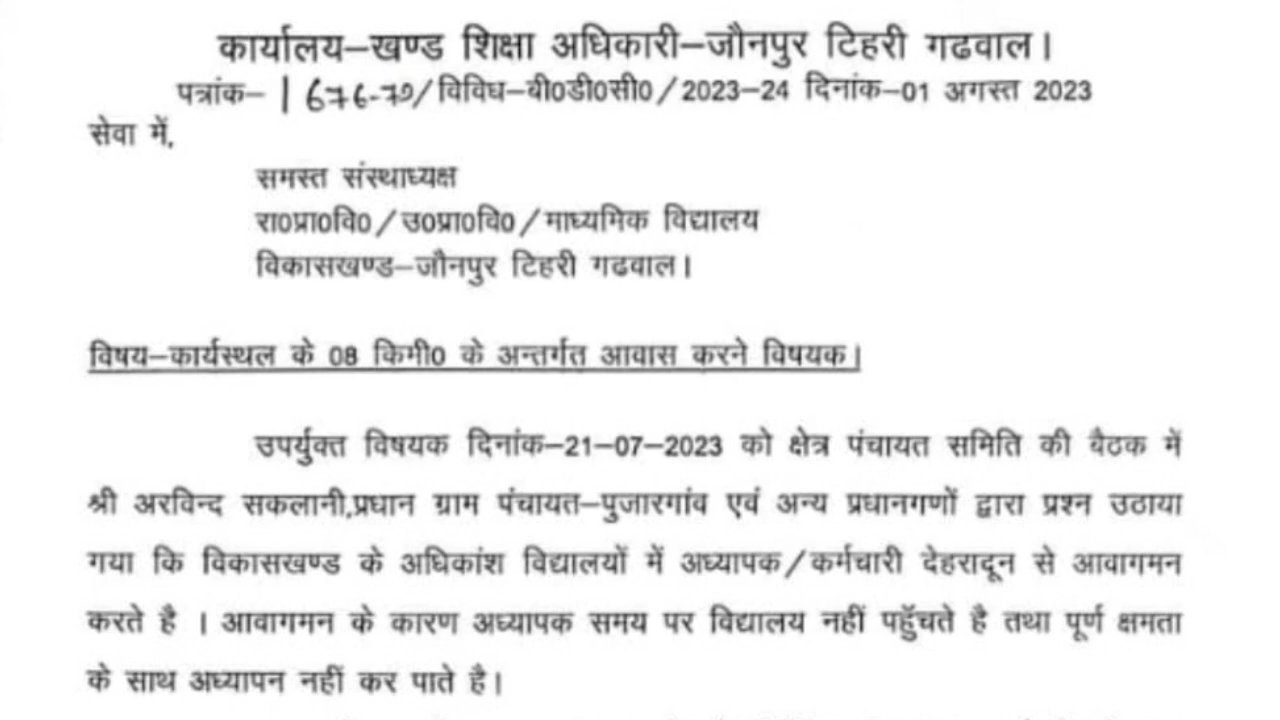 कार्यालय–खण्ड शिक्षा अधिकारी–जौनपुर टिहरी गढवाल।
पत्रांक– 1676-79/विविध–बी0डी0सी0/2023–24 दिनांक–01 अगस्त 2023
सेवा में,
समस्त संस्थाध्यक्ष
रा0प्रा0वि0/उ0प्रा0वि0/माध्यमिक विद्यालय
विकासखण्ड–जौनपुर टिहरी गढवाल।
विषय–कार्यस्थल के 08 किमी0 के अन्तर्गत आवास करने विषयक।
उपर्युक्त विषयक दिनांक–21–07–2023 को क्षेत्र पंचायत समिति की बैठक में
श्री अरविन्द सकलानी,प्रधान ग्राम पंचायत–पुजारगांव एवं अन्य प्रधानगणों द्वारा प्रश्न उठाया
गया कि विकासखण्ड के अधिकांश विद्यालयों में अध्यापक/कर्मचारी देहरादून से आवागमन
करते है । आवागमन के कारण अध्यापक समय पर विद्यालय नहीं पहुॅचते है तथा पूर्ण क्षमता
के साथ अध्यापन नहीं कर पाते है।